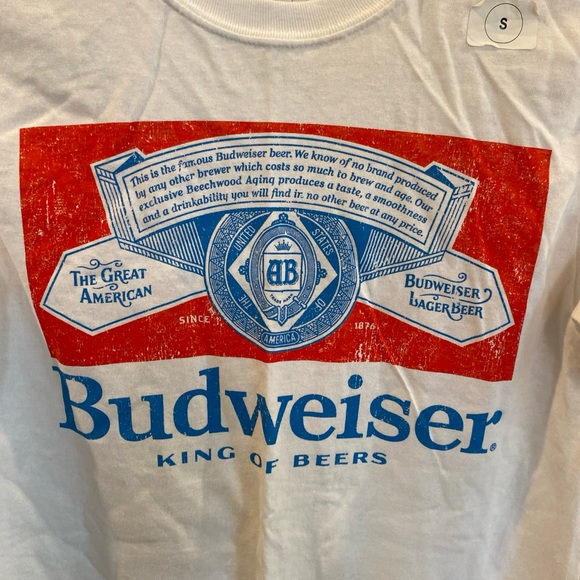 S
This is the famous Budweiser beer. We know of no brand produced
by any other brewer which costs so much to brew and age. Our
exclusive Beechwood Aging produces a taste, a smoothness
and a drinkability you will find in no other beer at any price.
UNITED STATES
THE GREAT
AMERICAN
AB
TRADE MARK
BUDWEISER
LAGER BEER
SINCE 1876
AMERICA
Budweiser®
KING OF BEERS